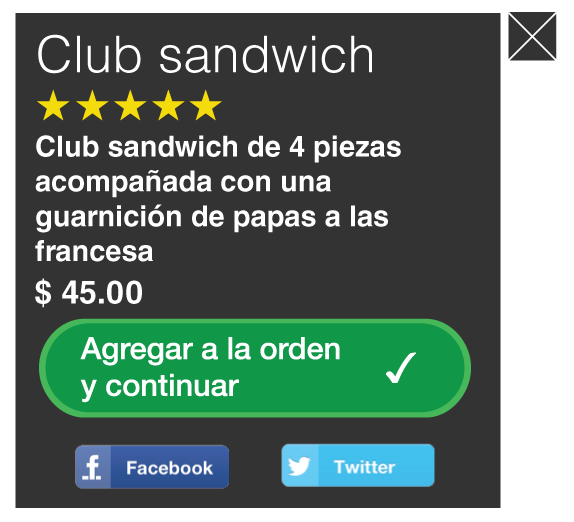 Club sandwich
Club sandwich de 4 piezas
acompañada con una
guarnición de papas a las
francesa
$ 45.00
Agregar a la orden
y continuar
Facebook
Twitter